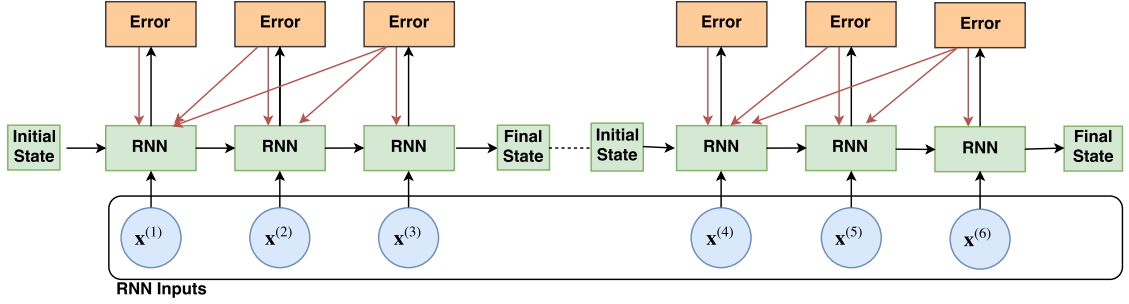 Error Error Error Error Error Error
Initial State RNN RNN RNN Final State Initial State RNN RNN RNN Final State
x(1) x(2) x(3) x(4) x(5) x(6)
RNN Inputs